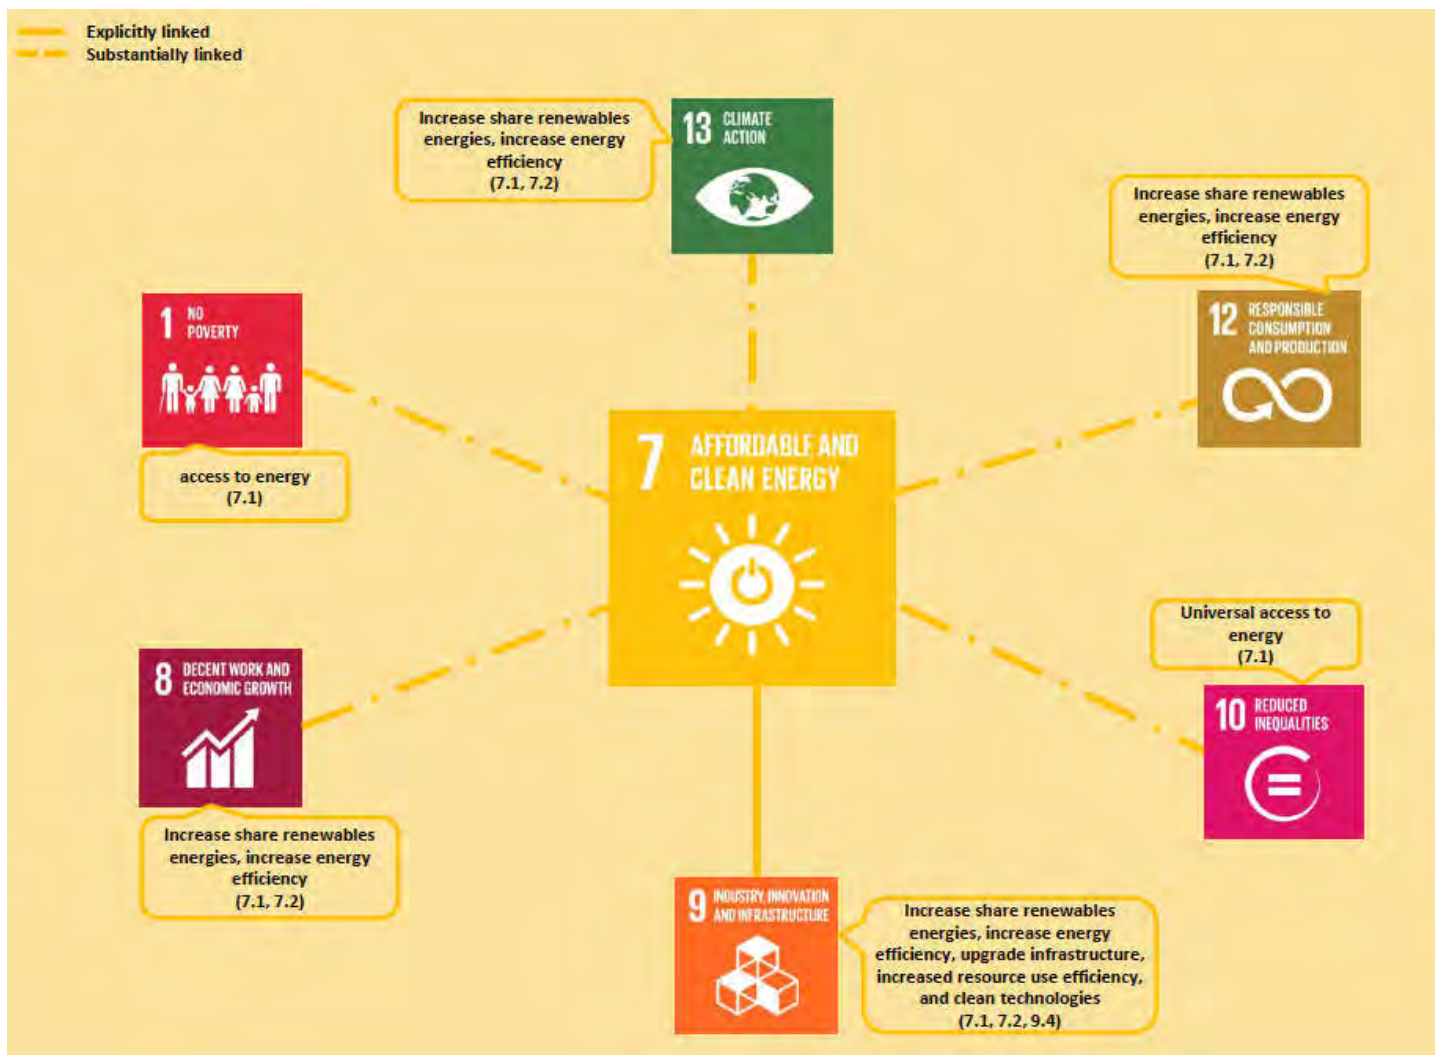 Explicitly linked
Substantially linked
Increase share renewables
energies, increase energy
efficiency
(7.1, 7.2)
13 CLIMATE
ACTION
Increase share renewables
energies, increase energy
efficiency
(7.1, 7.2)
1 NO
POVERTY
12 RESPONSIBLE
CONSUMPTION
AND PRODUCTION
access to energy
(7.1)
7 AFFORDABLE AND
CLEAN ENERGY
Universal access to
energy
(7.1)
8 DECENT WORK AND
ECONOMIC GROWTH
10 REDUCED
INEQUALITIES
Increase share renewables
energies, increase energy
efficiency
(7.1, 7.2)
9 INDUSTRY, INNOVATION
AND INFRASTRUCTURE
Increase share renewables
energies, increase energy
efficiency, upgrade infrastructure,
increased resource use efficiency,
and clean technologies
(7.1, 7.2, 9.4)